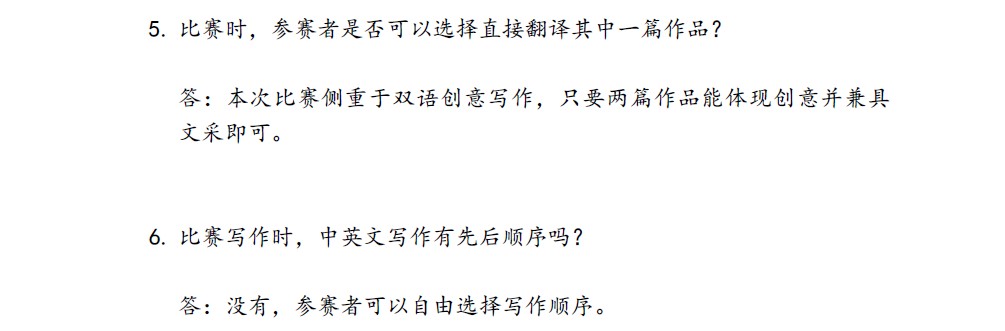 5. 比赛时，参赛者是否可以选择直接翻译其中一篇作品？
答：本次比赛侧重于双语创意写作，只要两篇作品能体现创意并兼具
文采即可。
6. 比赛写作时，中英文写作有先后顺序吗？
答：没有，参赛者可以自由选择写作顺序。